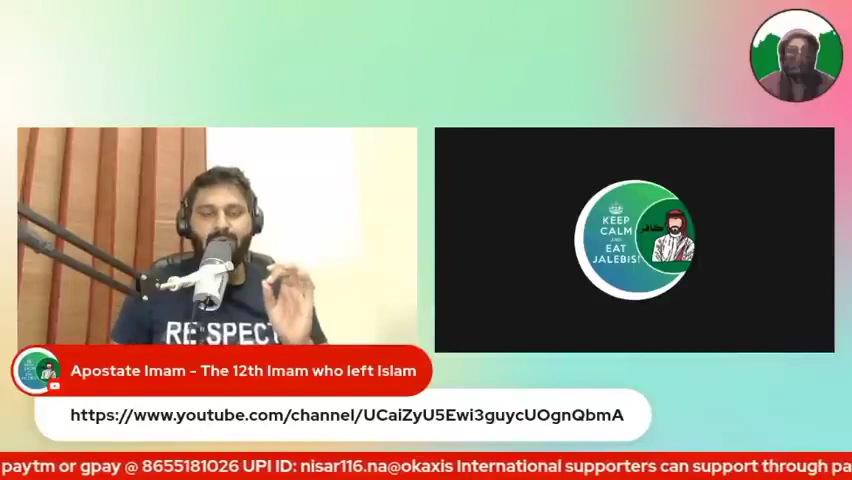 KEEP
CALM
AND
EAT
JALEBIS!
كافر
RESPECT
Apostate Imam - The 12th Imam who left Islam
https://www.youtube.com/channel/UCaiZyU5Ewi3guycUOgnQbmA
paytm or gpay @ 8655181026 UPI ID: nisar116.na@okaxis International supporters can support through pa